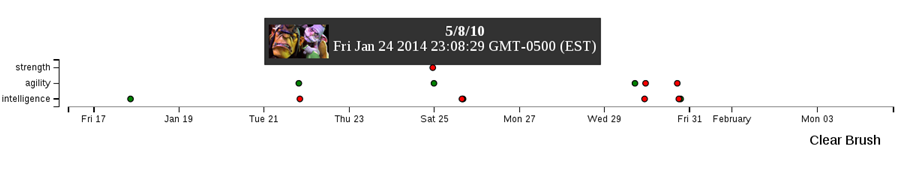 5/8/10
Fri Jan 24 2014 23:08:29 GMT-0500 (EST)
strength
agility
intelligence
Fri 17 Jan 19 Tue 21 Thu 23 Sat 25 Mon 27 Wed 29 Fri 31 February Mon 03
Clear Brush